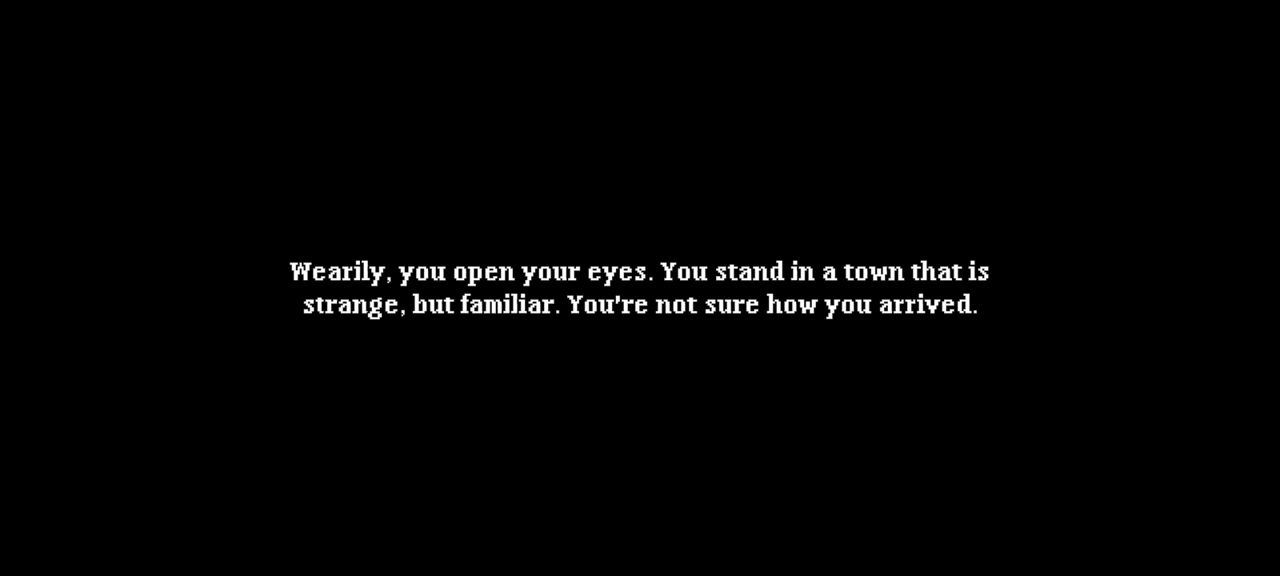 Wearily, you open your eyes. You stand in a town that is
strange, but familiar. You're not sure how you arrived.